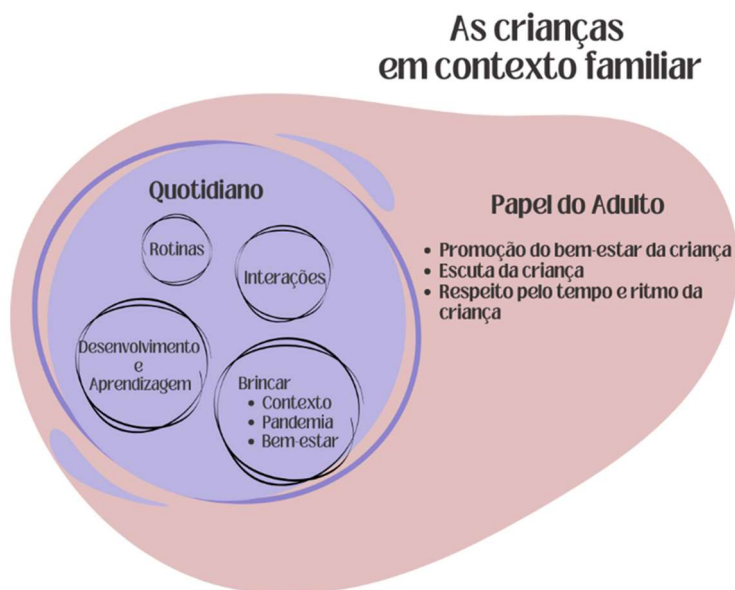 As crianças
em contexto familiar
Quotidiano
Rotinas
Interações
Desenvolvimento
e
Aprendizagem
Brincar
• Contexto
• Pandemia
• Bem-estar
Papel do Adulto
• Promoção do bem-estar da criança
• Escuta da criança
• Respeito pelo tempo e ritmo da
criança